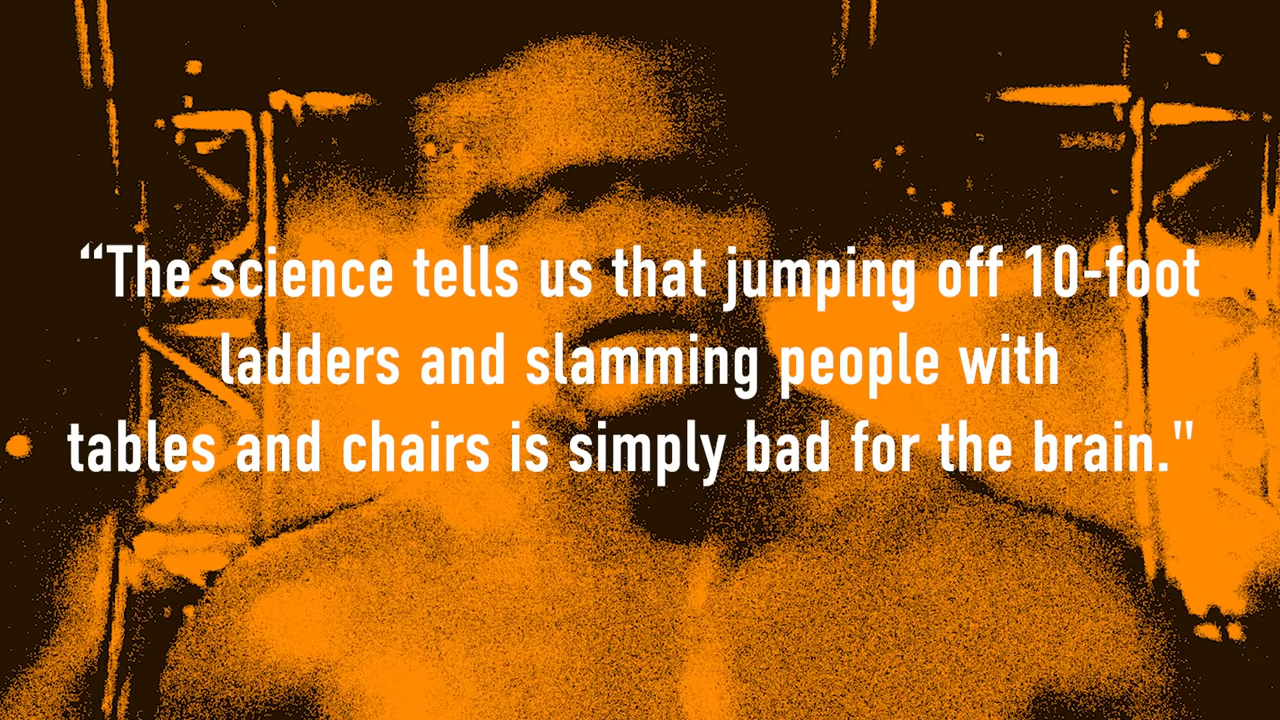 “The science tells us that jumping off 10-foot
ladders and slamming people with
tables and chairs is simply bad for the brain."